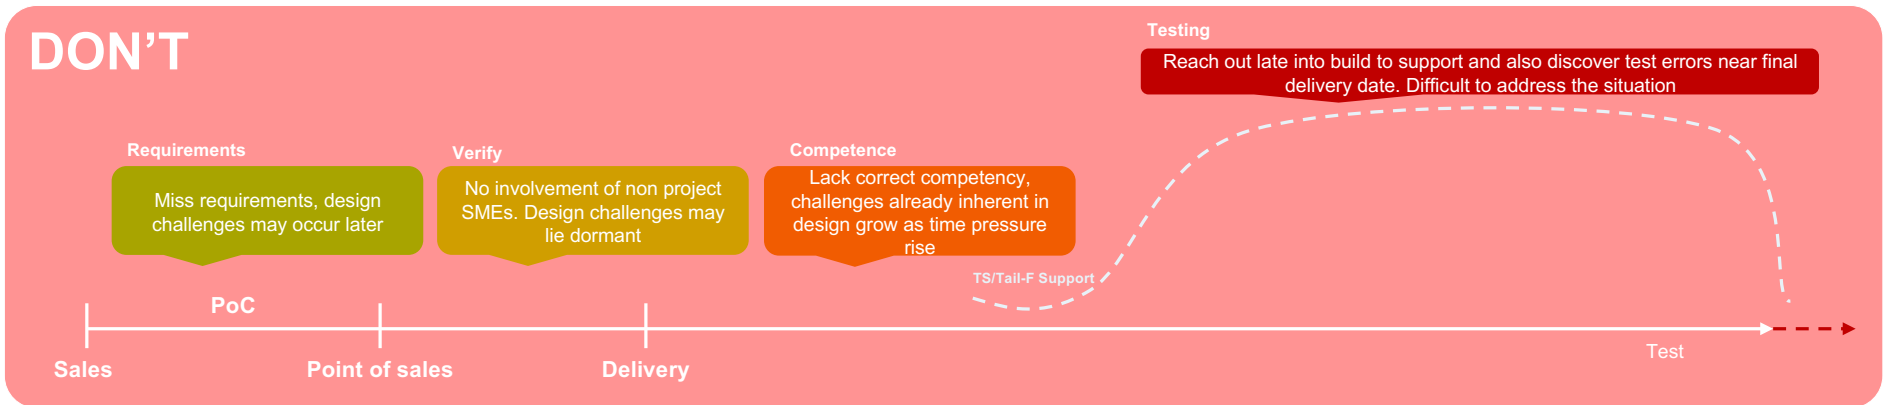 DON’T
Testing
Reach out late into build to support and also discover test errors near final
delivery date. Difficult to address the situation
Requirements
Miss requirements, design
challenges may occur later
Verify
No involvement of non project
SMEs. Design challenges may
lie dormant
Competence
Lack correct competency,
challenges already inherent in
design grow as time pressure
rise
TS/Tail-F Support
PoC
Sales
Point of sales
Delivery
Test